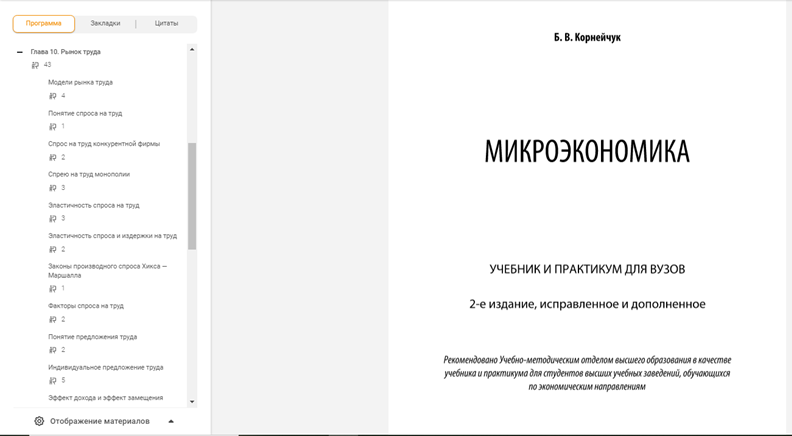 Программа
Закладки
Цитаты
Глава 10. Рынок труда
43
Модели рынка труда
4
Понятие спроса на труд
1
Спрос на труд конкурентной фирмы
2
Спрею на труд монополии
3
Эластичность спроса на труд
3
Эластичность спроса и издержки на труд
2
Законы производного спроса Хикса —
Маршалла
1
Факторы спроса на труд
2
Понятие предложения труда
2
Индивидуальное предложение труда
5
Эффект дохода и эффект замещения
Отображение материалов
Б. В. Корнейчук
МИКРОЭКОНОМИКА
УЧЕБНИК И ПРАКТИКУМ ДЛЯ ВУЗОВ
2-е издание, исправленное и дополненное
Рекомендовано Учебно-методическим отделом высшего образования в качестве
учебника и практикума для студентов высших учебных заведений, обучающихся
по экономическим направлениям